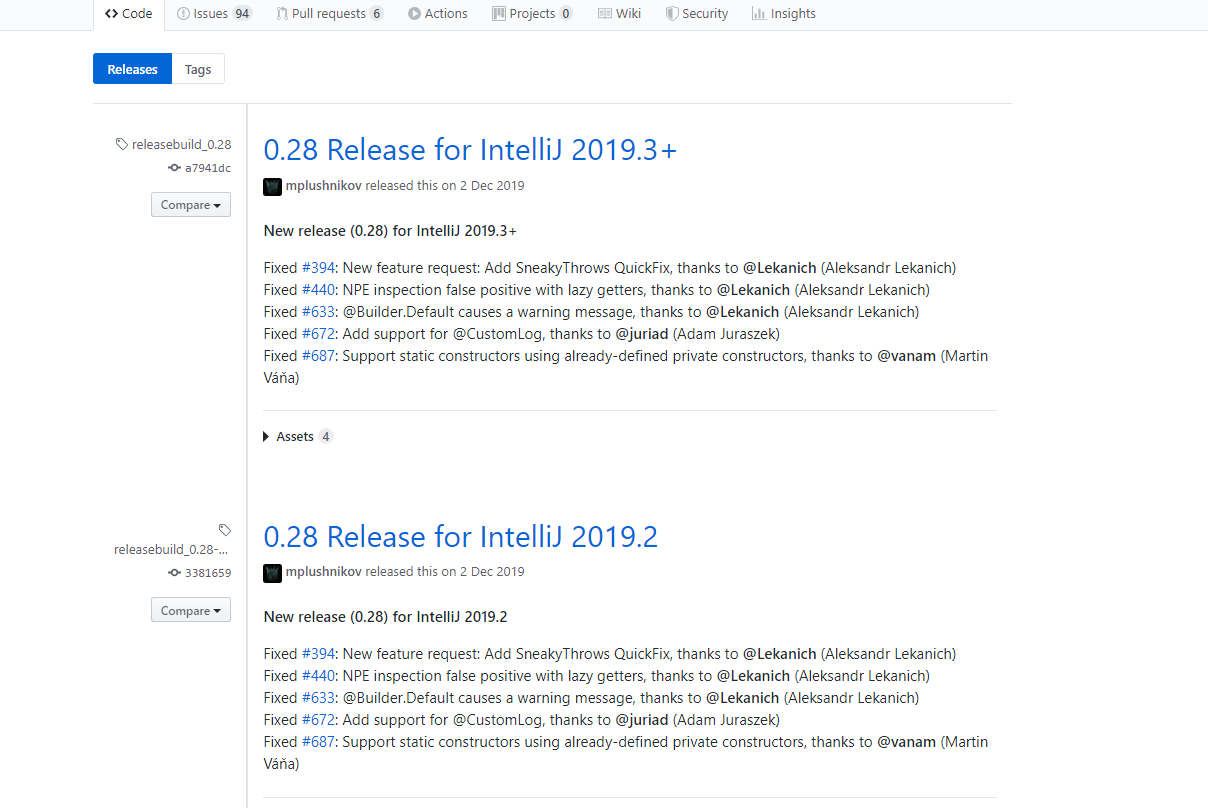 Code Issues 94 Pull requests 6 Actions Projects 0 Wiki Security Insights
Releases Tags
releasebuild_0.28
a7941dc
Compare
0.28 Release for IntelliJ 2019.3+
mplushnikov released this on 2 Dec 2019
New release (0.28) for IntelliJ 2019.3+
Fixed #394: New feature request: Add SneakyThrows QuickFix, thanks to @Lekanich (Aleksandr Lekanich)
Fixed #440: NPE inspection false positive with lazy getters, thanks to @Lekanich (Aleksandr Lekanich)
Fixed #633: @Builder.Default causes a warning message, thanks to @Lekanich (Aleksandr Lekanich)
Fixed #672: Add support for @CustomLog, thanks to @juriad (Adam Juraszek)
Fixed #687: Support static constructors using already-defined private constructors, thanks to @vanam (Martin
Váňa)
Assets 4
releasebuild_0.28-...
3381659
Compare
0.28 Release for IntelliJ 2019.2
mplushnikov released this on 2 Dec 2019
New release (0.28) for IntelliJ 2019.2
Fixed #394: New feature request: Add SneakyThrows QuickFix, thanks to @Lekanich (Aleksandr Lekanich)
Fixed #440: NPE inspection false positive with lazy getters, thanks to @Lekanich (Aleksandr Lekanich)
Fixed #633: @Builder.Default causes a warning message, thanks to @Lekanich (Aleksandr Lekanich)
Fixed #672: Add support for @CustomLog, thanks to @juriad (Adam Juraszek)
Fixed #687: Support static constructors using already-defined private constructors, thanks to @vanam (Martin
Váňa)